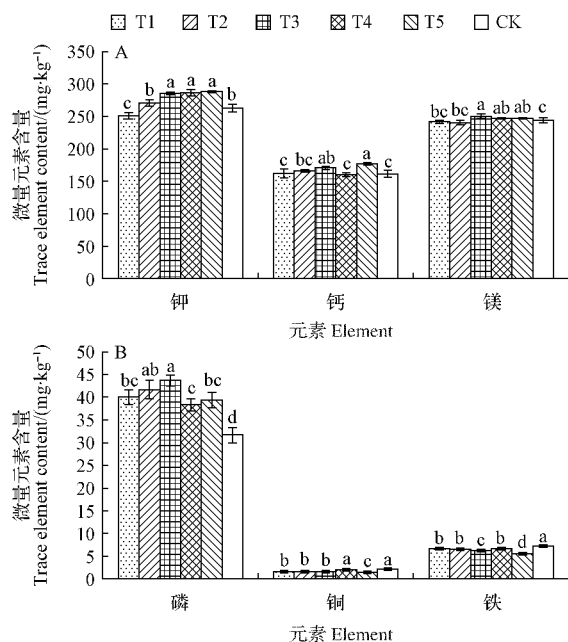 T1 T2 T3 T4 T5 CK
A
350
300
250
200
150
100
50
0
微量元素含量
Trace element content/(mg·kg⁻¹)
c b a a a b
c bc ab c a c
bc bc a ab ab c
钾 钙 镁
元素 Element
B
50
45
40
35
30
25
20
15
10
5
0
微量元素含量
Trace element content/(mg·kg⁻¹)
bc ab a c bc d
b b b a c a
b b c b d a
磷 铜 铁
元素 Element